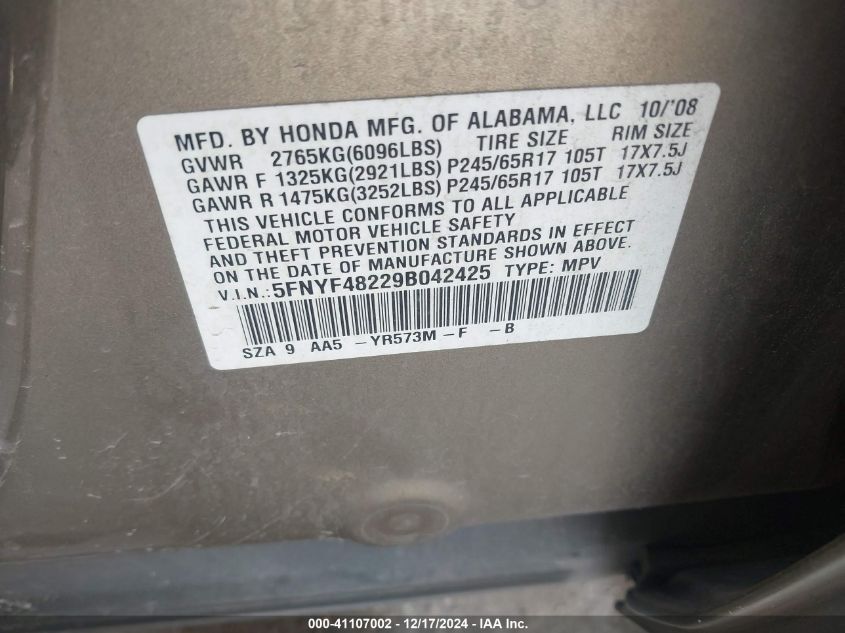 MFD. BY HONDA MFG. OF ALABAMA, LLC 10/'08
GVWR 2765KG(6096LBS) TIRE SIZE RIM SIZE
GAWR F 1325KG(2921LBS) P245/65R17 105T 17X7.5J
GAWR R 1475KG(3252LBS) P245/65R17 105T 17X7.5J
THIS VEHICLE CONFORMS TO ALL APPLICABLE
FEDERAL MOTOR VEHICLE SAFETY
AND THEFT PREVENTION STANDARDS IN EFFECT
ON THE DATE OF MANUFACTURE SHOWN ABOVE.
V.I.N.: 5FNYF48229B042425 TYPE: MPV
SZA 9 AA5 - YR573M - F - B
000-41107002 - 12/17/2024 - IAA Inc.